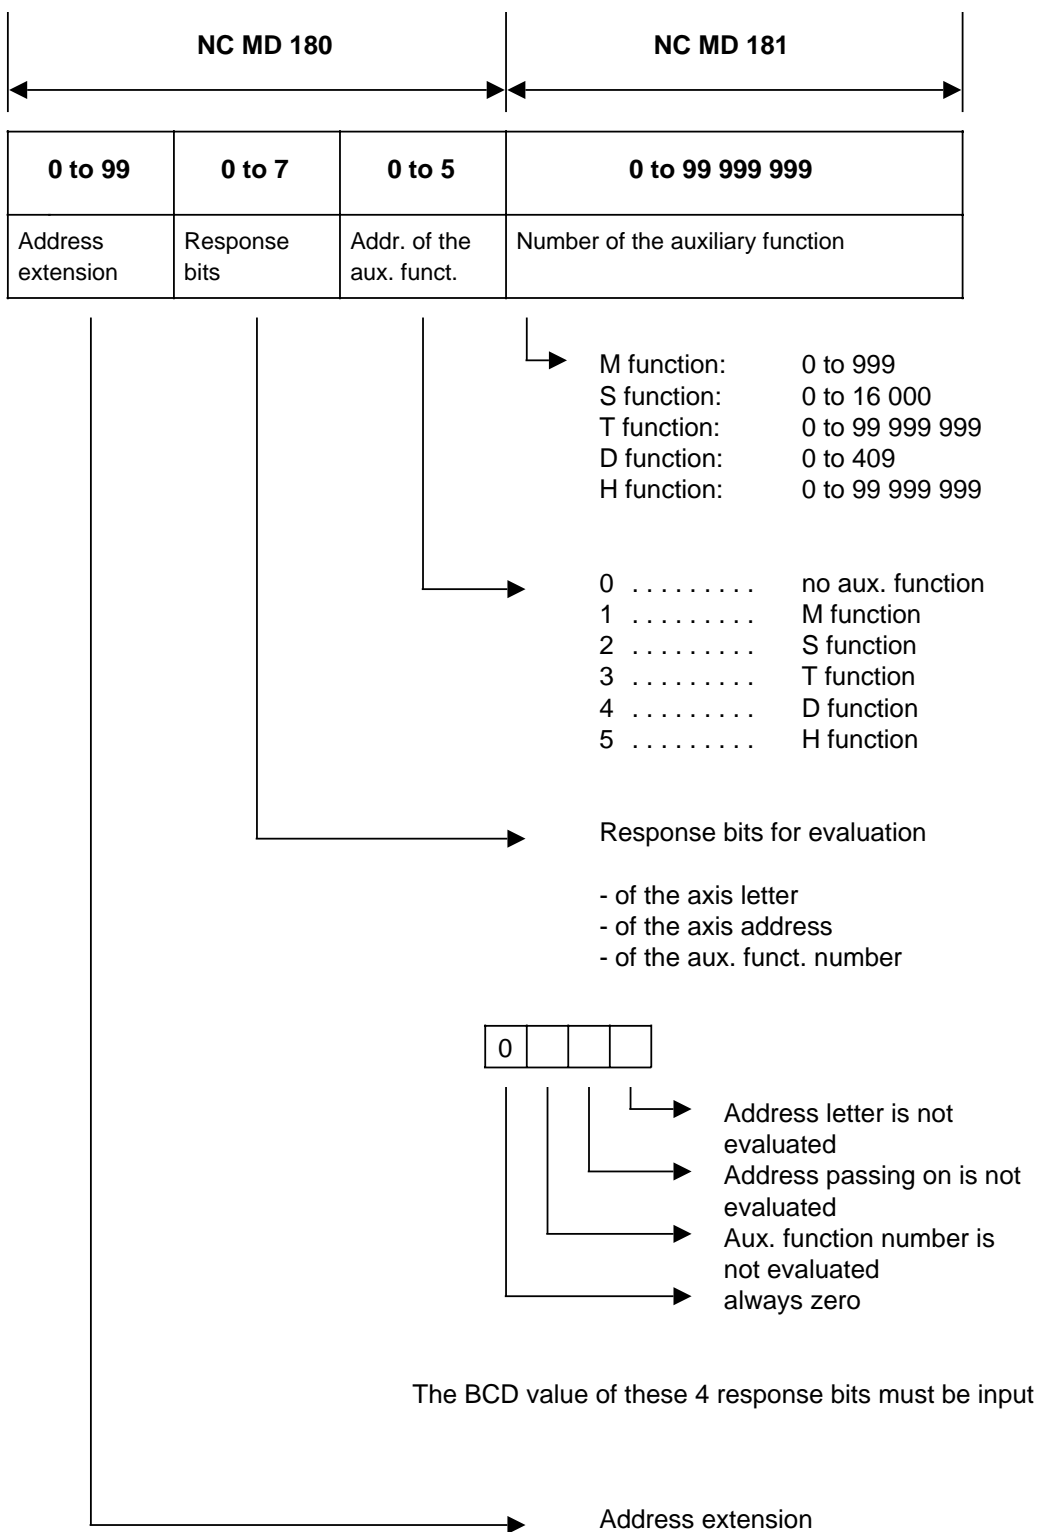 NC MD 180 NC MD 181
0 to 99 0 to 7 0 to 5 0 to 99 999 999
Address extension Response bits Addr. of the aux. funct. Number of the auxiliary function
M function: 0 to 999
S function: 0 to 16 000
T function: 0 to 99 999 999
D function: 0 to 409
H function: 0 to 99 999 999
0 . . . . . . . . . no aux. function
1 . . . . . . . . . M function
2 . . . . . . . . . S function
3 . . . . . . . . . T function
4 . . . . . . . . . D function
5 . . . . . . . . . H function
Response bits for evaluation
- of the axis letter
- of the axis address
- of the aux. funct. number
0
Address letter is not
evaluated
Address passing on is not
evaluated
Aux. function number is
not evaluated
always zero
The BCD value of these 4 response bits must be input
Address extension